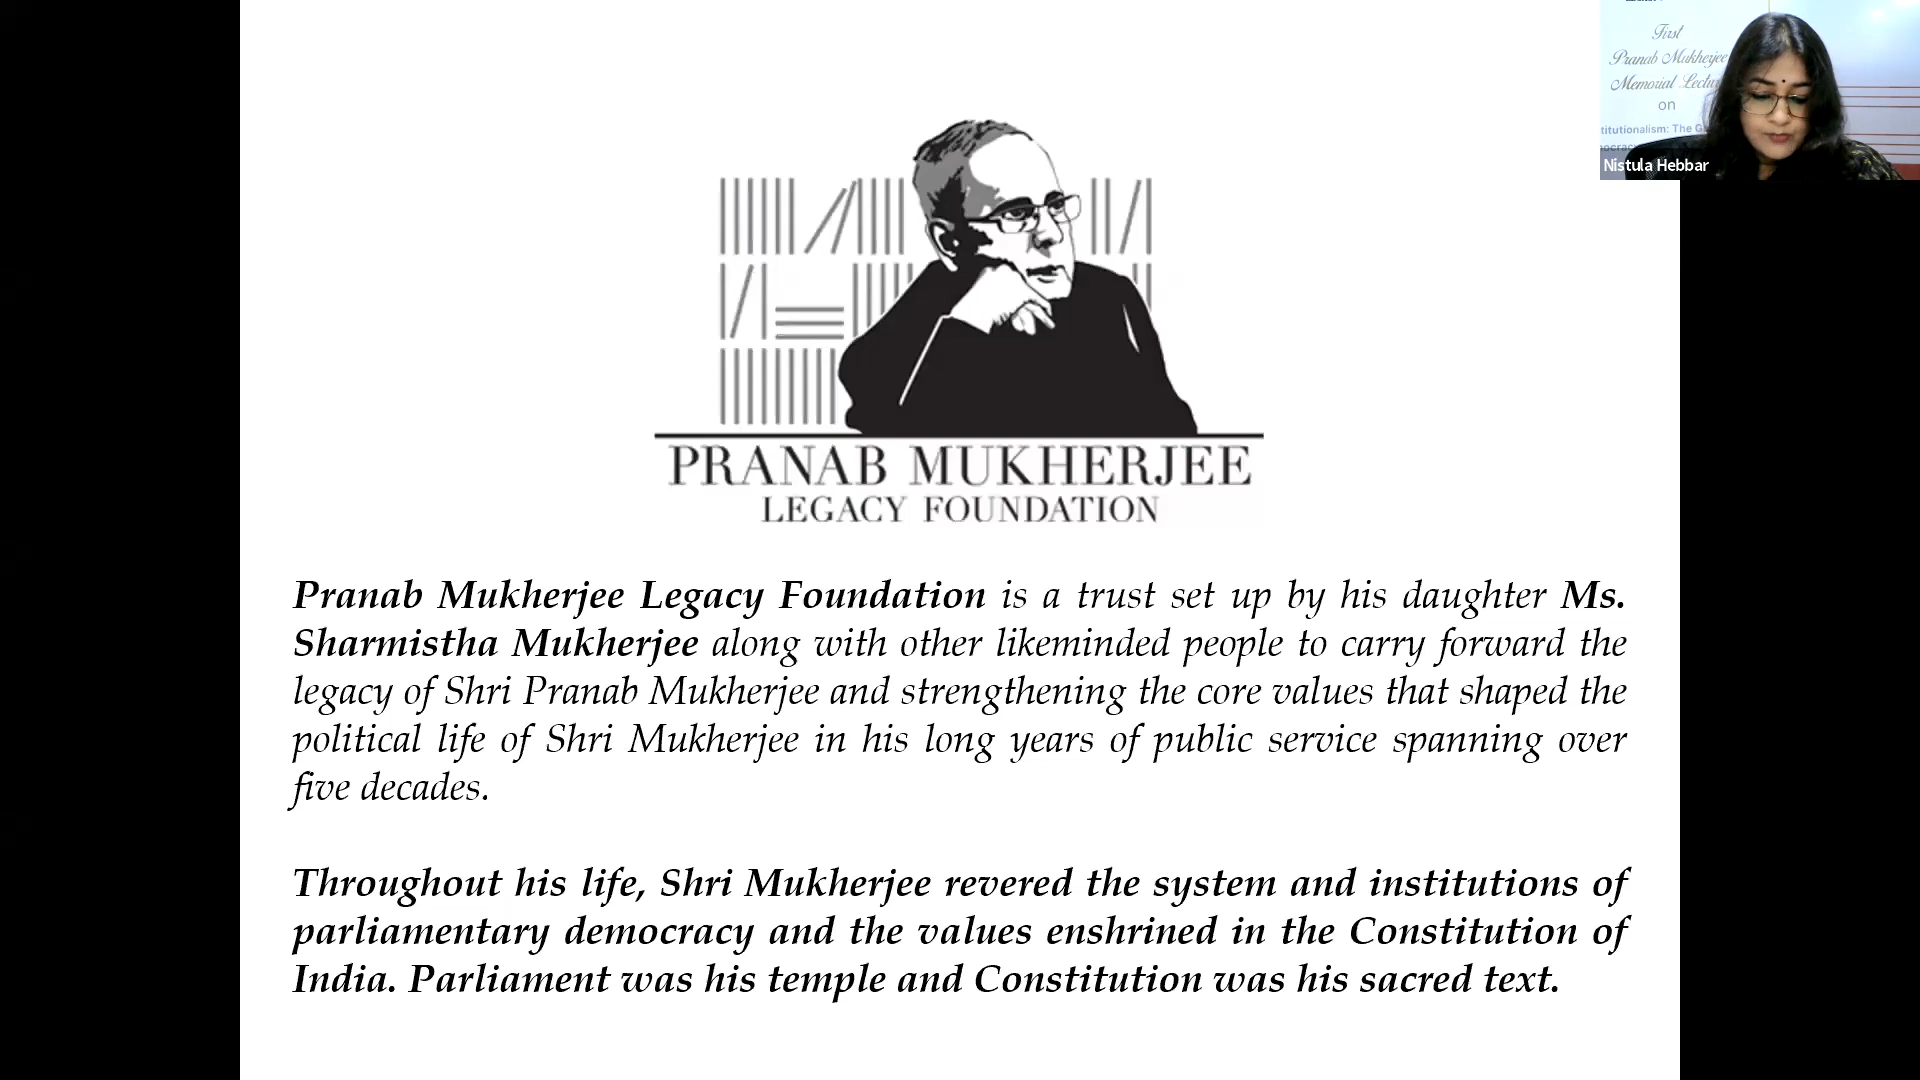 First
Pranab Mukherjee
Memorial
on
titutionalism: The
Nistula Hebbar
PRANAB MUKHERJEE
LEGACY FOUNDATION
Pranab Mukherjee Legacy Foundation is a trust set up by his daughter Ms.
Sharmistha Mukherjee along with other likeminded people to carry forward the
legacy of Shri Pranab Mukherjee and strengthening the core values that shaped the
political life of Shri Mukherjee in his long years of public service spanning over
five decades.
Throughout his life, Shri Mukherjee revered the system and institutions of
parliamentary democracy and the values enshrined in the Constitution of
India. Parliament was his temple and Constitution was his sacred text.